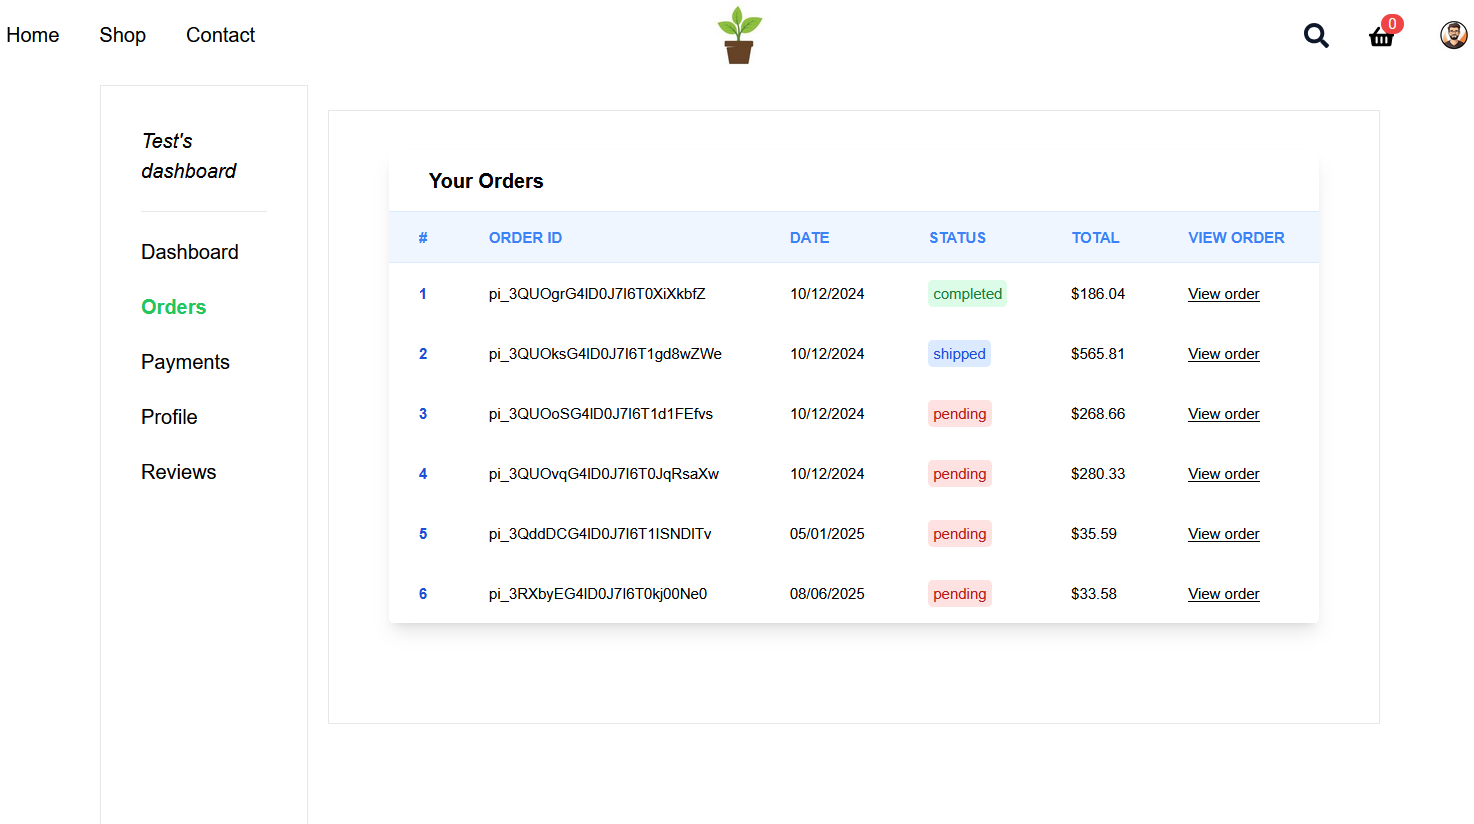 Home Shop Contact 0
Test's
dashboard
Dashboard
Orders
Payments
Profile
Reviews
Your Orders
# ORDER ID DATE STATUS TOTAL VIEW ORDER
1 pi_3QUOgrG4ID0J7I6T0XiXkbfZ 10/12/2024 completed $186.04 View order
2 pi_3QUOksG4ID0J7I6T1gd8wZWe 10/12/2024 shipped $565.81 View order
3 pi_3QUOoSG4ID0J7I6T1d1FEfvs 10/12/2024 pending $268.66 View order
4 pi_3QUOvqG4ID0J7I6T0JqRsaXw 10/12/2024 pending $280.33 View order
5 pi_3QddDCG4ID0J7I6T1ISNDITv 05/01/2025 pending $35.59 View order
6 pi_3RXbyEG4ID0J7I6T0kj00Ne0 08/06/2025 pending $33.58 View order